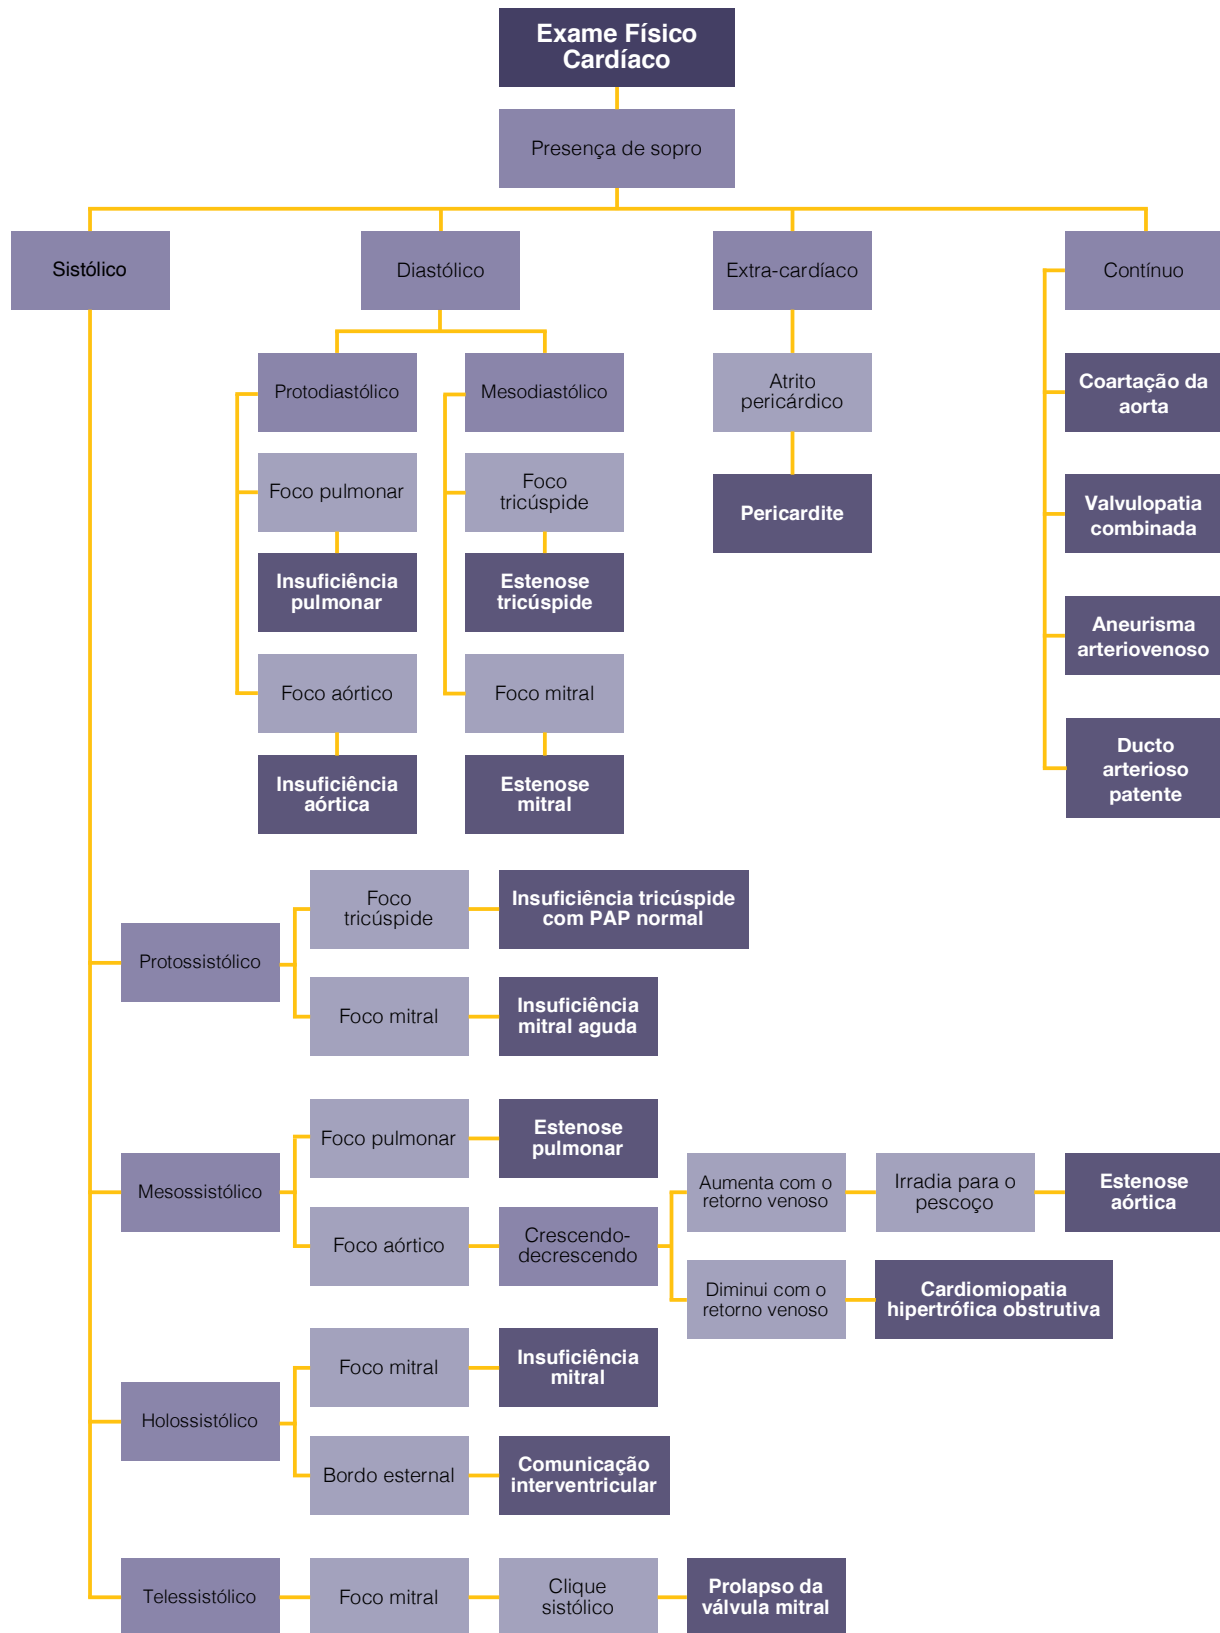 Exame Físico
Cardíaco
Presença de sopro
Sistólico
Diastólico
Extra-cardíaco
Contínuo
Protodiastólico
Mesodiastólico
Atrito
pericárdico
Coartação da
aorta
Foco pulmonar
Foco
tricúspide
Pericardite
Valvulopatia
combinada
Insuficiência
pulmonar
Estenose
tricúspide
Aneurisma
arteriovenoso
Foco aórtico
Foco mitral
Ducto
arterioso
patente
Insuficiência
aórtica
Estenose
mitral
Protossistólico
Foco
tricúspide
Insuficiência tricúspide
com PAP normal
Foco mitral
Insuficiência
mitral aguda
Mesossistólico
Foco pulmonar
Estenose
pulmonar
Foco aórtico
Crescendo-
decrescendo
Aumenta com o
retorno venoso
Irradia para o
pescoço
Estenose
aórtica
Diminui com o
retorno venoso
Cardiomiopatia
hipertrófica obstrutiva
Holossistólico
Foco mitral
Insuficiência
mitral
Bordo esternal
Comunicação
interventricular
Telessistólico
Foco mitral
Clique
sistólico
Prolapso da
válvula mitral